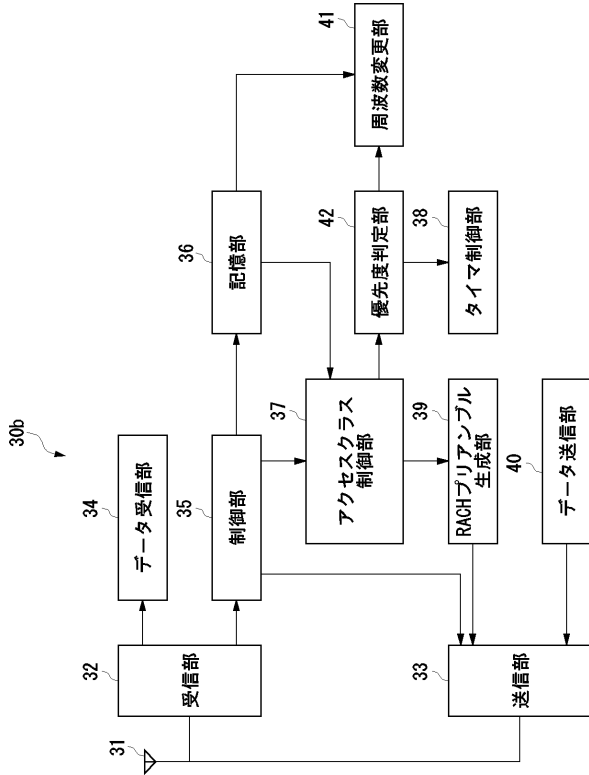 30b
31
32
受信部
33
送信部
34
データ受信部
35
制御部
36
記憶部
37
アクセスクラス
制御部
42
優先度判定部
41
周波数変更部
38
タイマ制御部
39
RACHプリアンブル
生成部
40
データ送信部